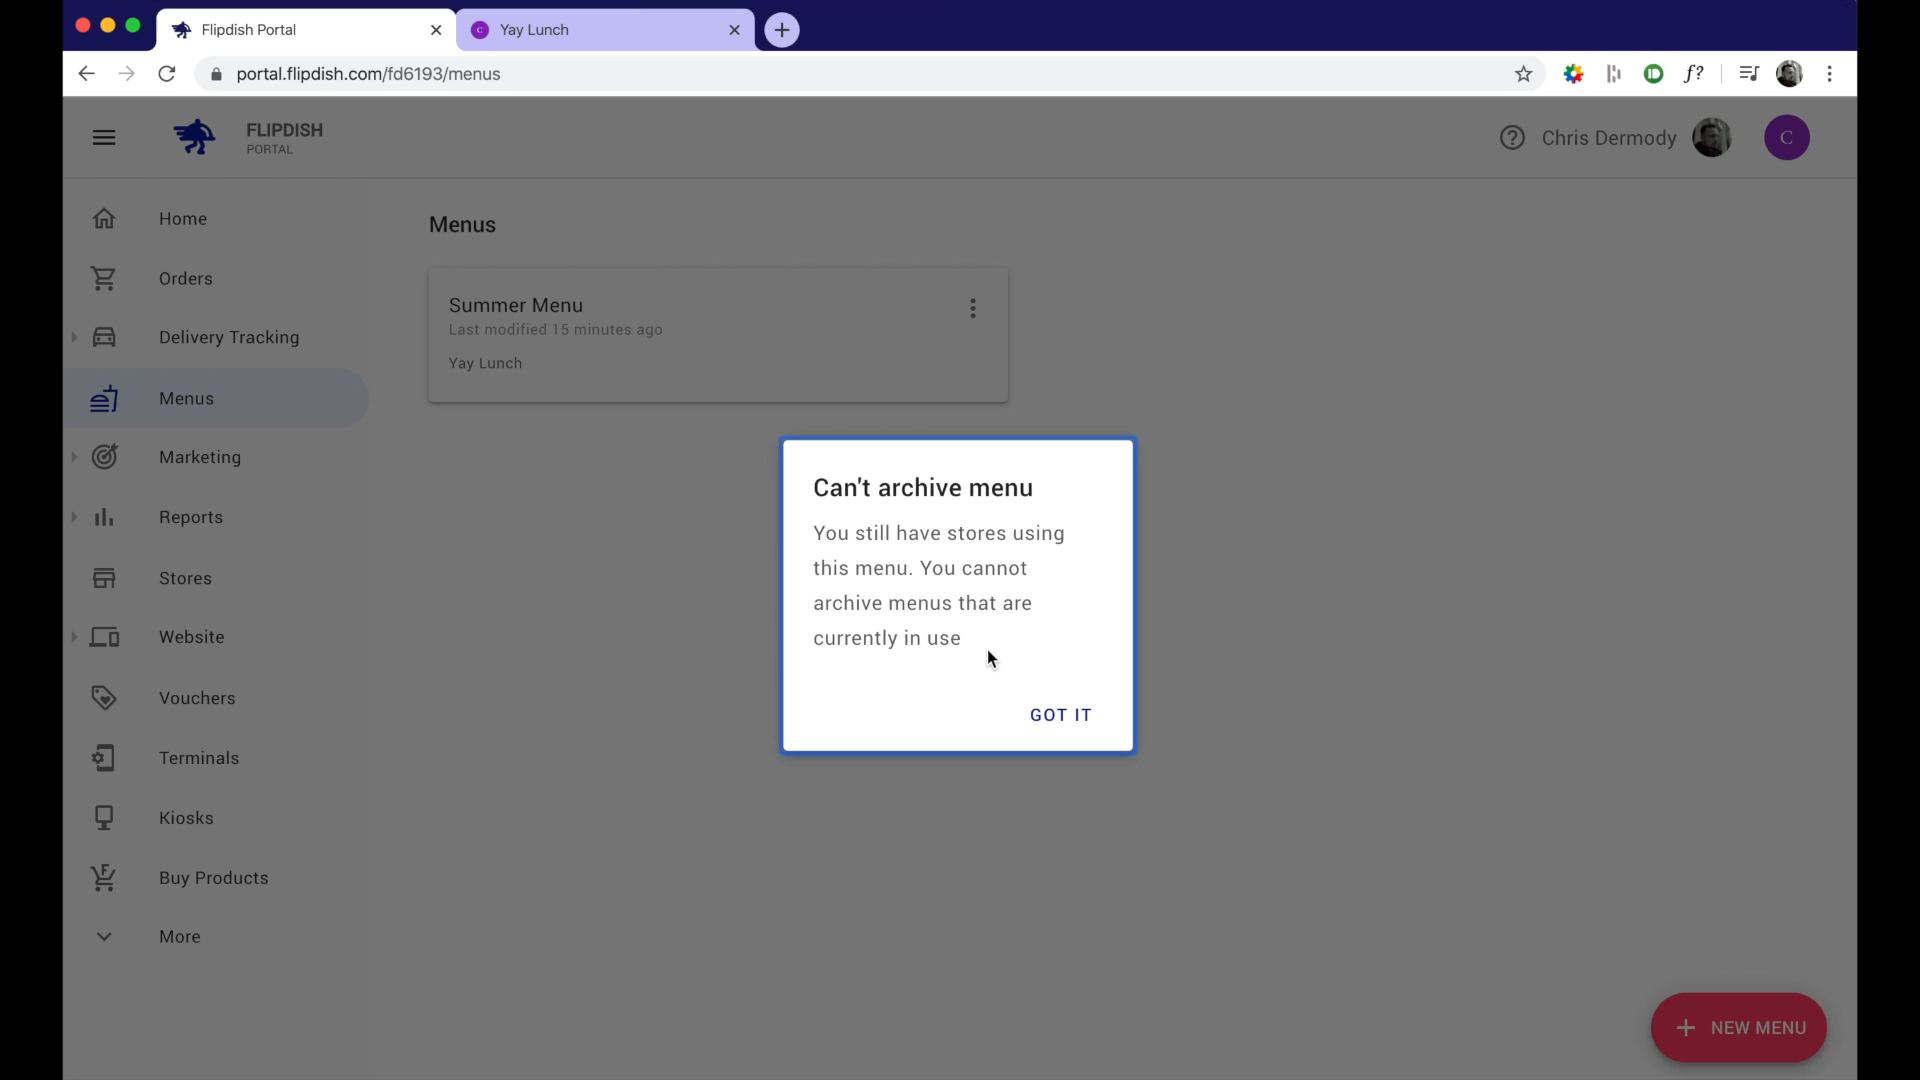 Flipdish Portal
C Yay Lunch
portal.flipdish.com/fd6193/menus
f?
FLIPDISH
PORTAL
Chris Dermody
C
Home
Orders
Delivery Tracking
Menus
Marketing
Reports
Stores
Website
Vouchers
Terminals
Kiosks
Buy Products
More
Menus
Summer Menu
Last modified 15 minutes ago
Yay Lunch
Can't archive menu
You still have stores using
this menu. You cannot
archive menus that are
currently in use
GOT IT
NEW MENU